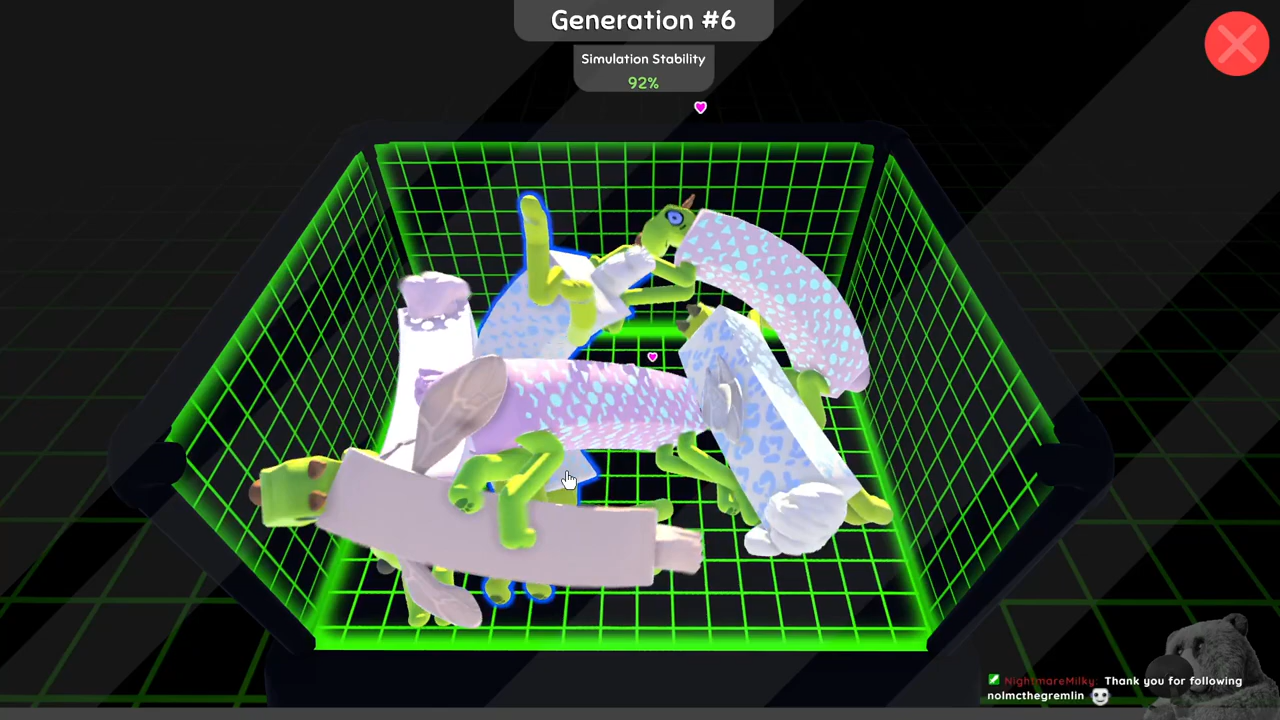 Generation #6
Simulation Stability
92%
NightmareMilky: Thank you for following
nolmcthegremlin